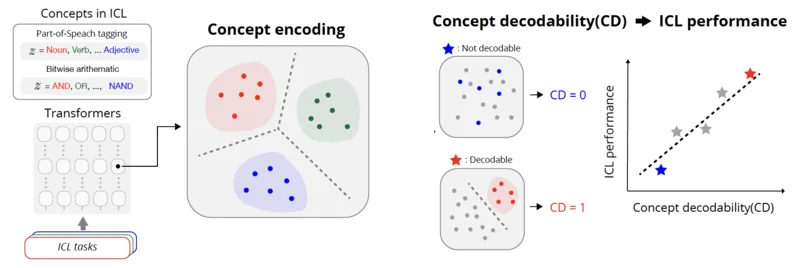 Concepts in ICL
Part-of-Speach tagging
z = Noun, Verb, ... Adjective
Bitwise arithmatic
z = AND, OR, ..., NAND
Transformers
ICL tasks
Concept encoding
Concept decodability(CD) → ICL performance
★ : Not decodable
CD = 0
★ : Decodable
CD = 1
ICL performance
Concept decodability(CD)